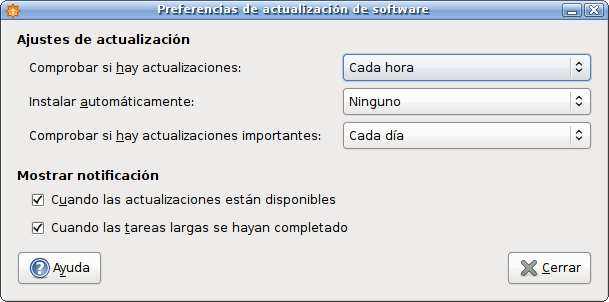 Preferencias de actualización de software
Ajustes de actualización
Comprobar si hay actualizaciones: Cada hora
Instalar automáticamente: Ninguno
Comprobar si hay actualizaciones importantes: Cada día
Mostrar notificación
Cuando las actualizaciones están disponibles
Cuando las tareas largas se hayan completado
Ayuda Cerrar